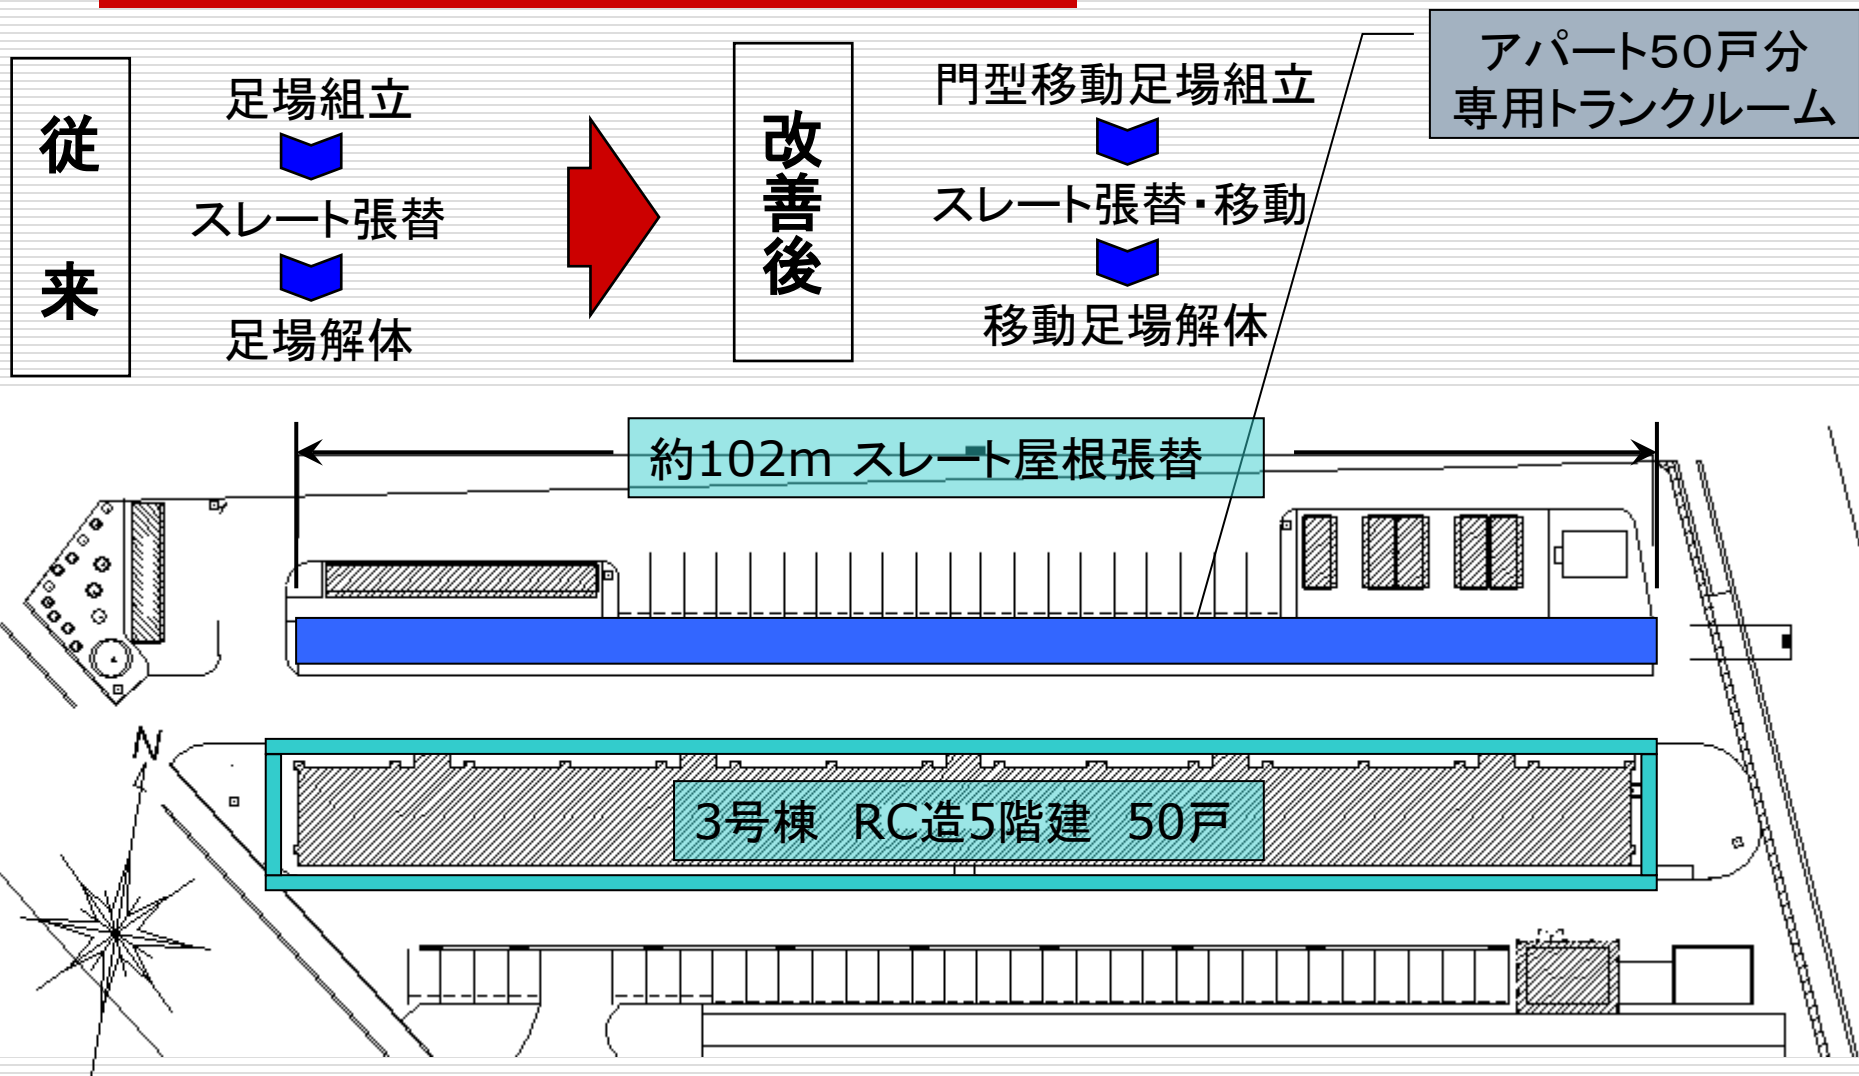 従来
足場組立
スレート張替
足場解体
改善後
門型移動足場組立
スレート張替・移動
移動足場解体
アパート50戸分
専用トランクルーム
約102m スレート屋根張替
N
3号棟　RC造5階建　50戸